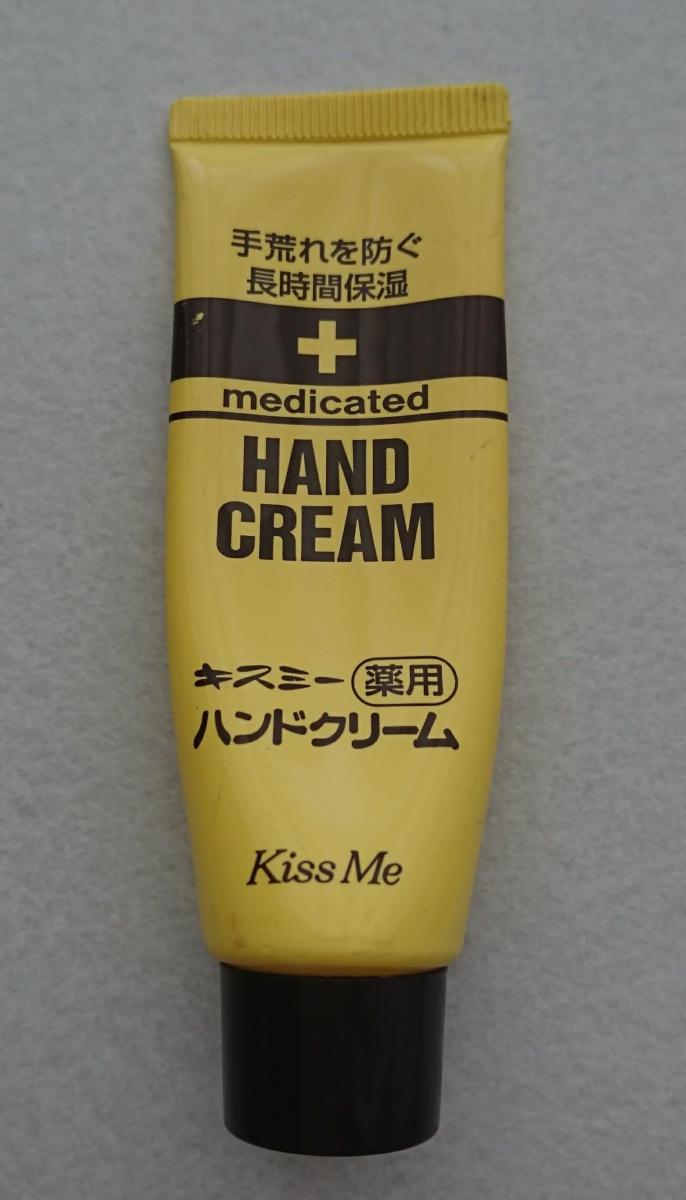 手荒れを防ぐ
長時間保湿
medicated
HAND
CREAM
キスミー薬用
ハンドクリーム
Kiss Me